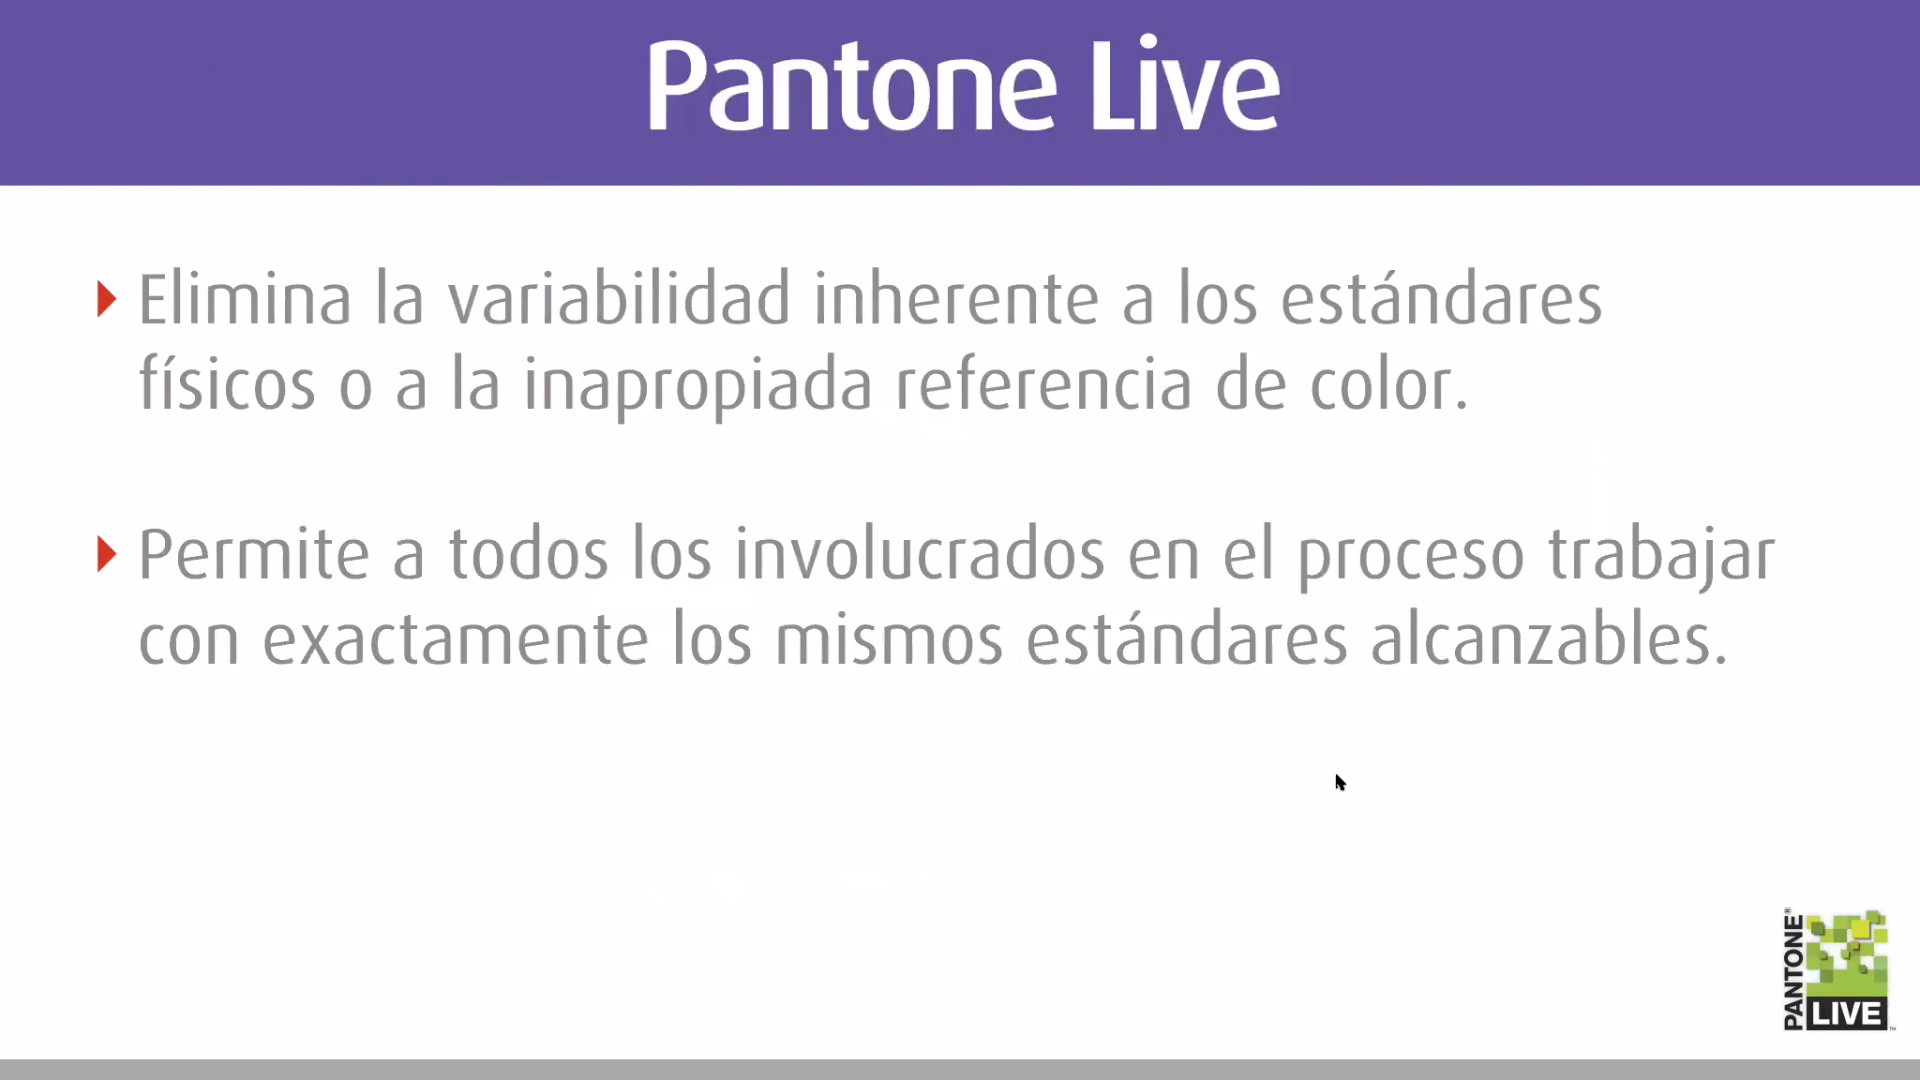 Pantone Live
Elimina la variabilidad inherente a los estándares
físicos o a la inapropiada referencia de color.
Permite a todos los involucrados en el proceso trabajar
con exactamente los mismos estándares alcanzables.
PANTONE®
LIVE™